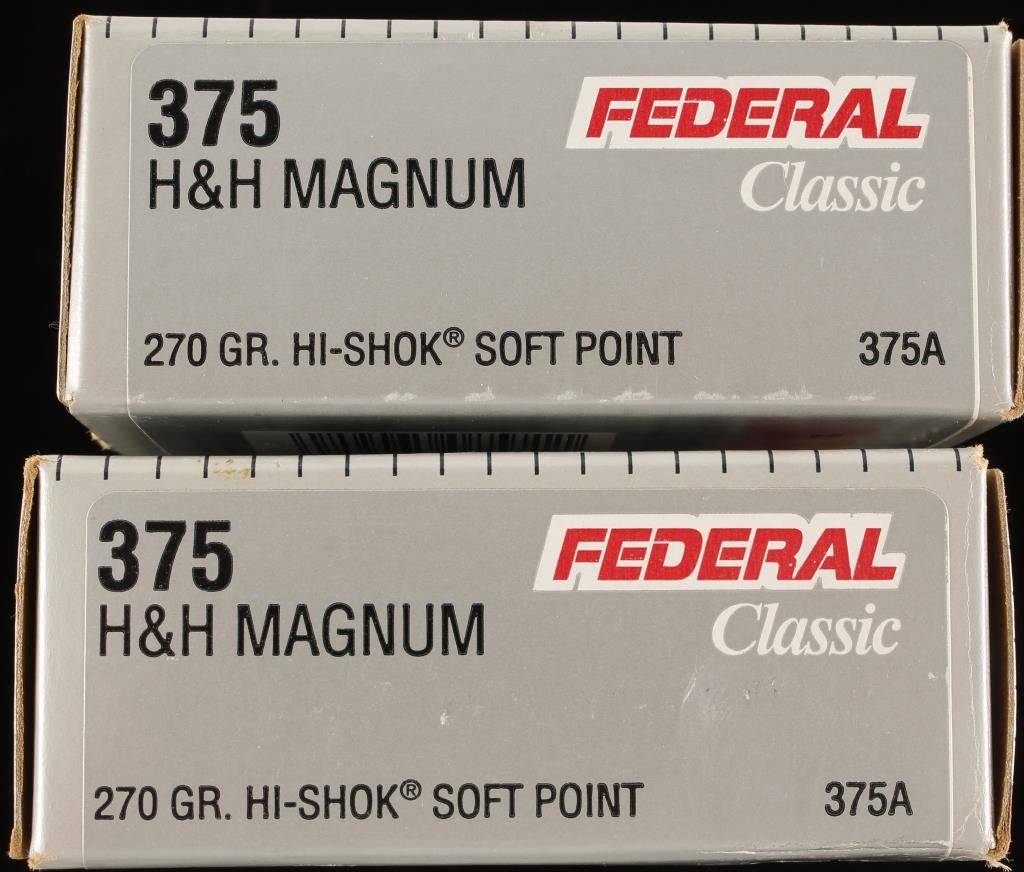 375
H&H MAGNUM
FEDERAL
Classic
270 GR. HI-SHOK® SOFT POINT 375A
375
H&H MAGNUM
FEDERAL
Classic
270 GR. HI-SHOK® SOFT POINT 375A